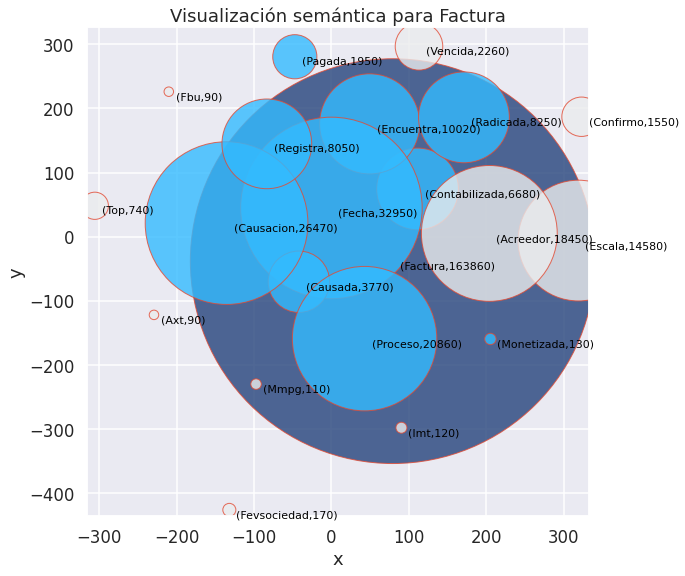 Visualización semántica para Factura
300
200
100
0
−100
−200
−300
−400
y
(Vencida,2260)
(Pagada,1950)
(Fbu,90)
(Radicada,8250)
(Confirmo,1550)
(Encuentra,10020)
(Registra,8050)
(Contabilizada,6680)
(Top,740)
(Fecha,32950)
(Causacion,26470)
(Acreedor,18450)
(Escala,14580)
(Factura,163860)
(Causada,3770)
(Axt,90)
(Proceso,20860)
(Monetizada,130)
(Mmpg,110)
(Imt,120)
(Fevsociedad,170)
−300
−200
−100
0
100
200
300
x